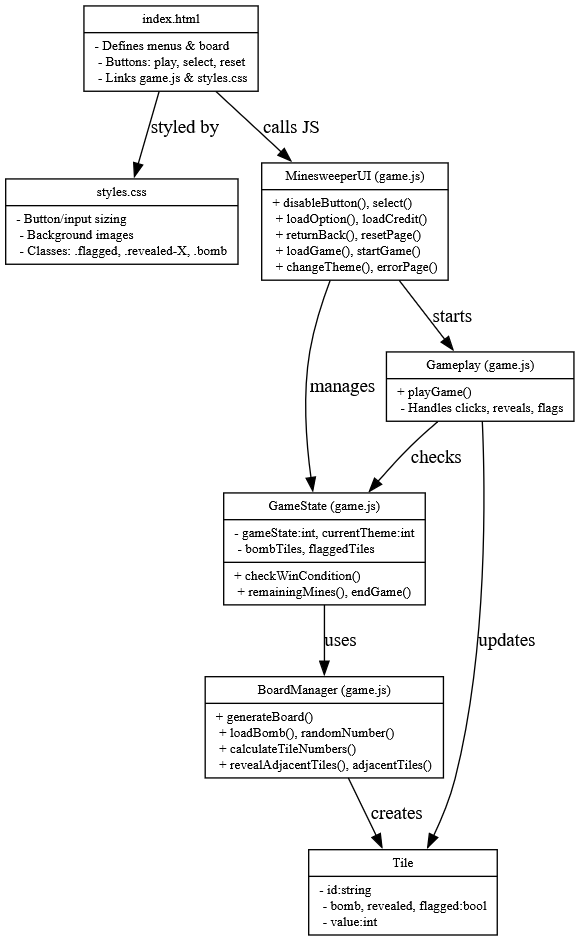 index.html
- Defines menus & board
- Buttons: play, select, reset
- Links game.js & styles.css
styled by
calls JS
styles.css
- Button/input sizing
- Background images
- Classes: .flagged, .revealed-X, .bomb
MinesweeperUI (game.js)
+ disableButton(), select()
+ loadOption(), loadCredit()
+ returnBack(), resetPage()
+ loadGame(), startGame()
+ changeTheme(), errorPage()
starts
manages
Gameplay (game.js)
+ playGame()
- Handles clicks, reveals, flags
checks
GameState (game.js)
- gameState:int, currentTheme:int
- bombTiles, flaggedTiles
+ checkWinCondition()
+ remainingMines(), endGame()
uses
updates
BoardManager (game.js)
+ generateBoard()
+ loadBomb(), randomNumber()
+ calculateTileNumbers()
+ revealAdjacentTiles(), adjacentTiles()
creates
Tile
- id:string
- bomb, revealed, flagged:bool
- value:int